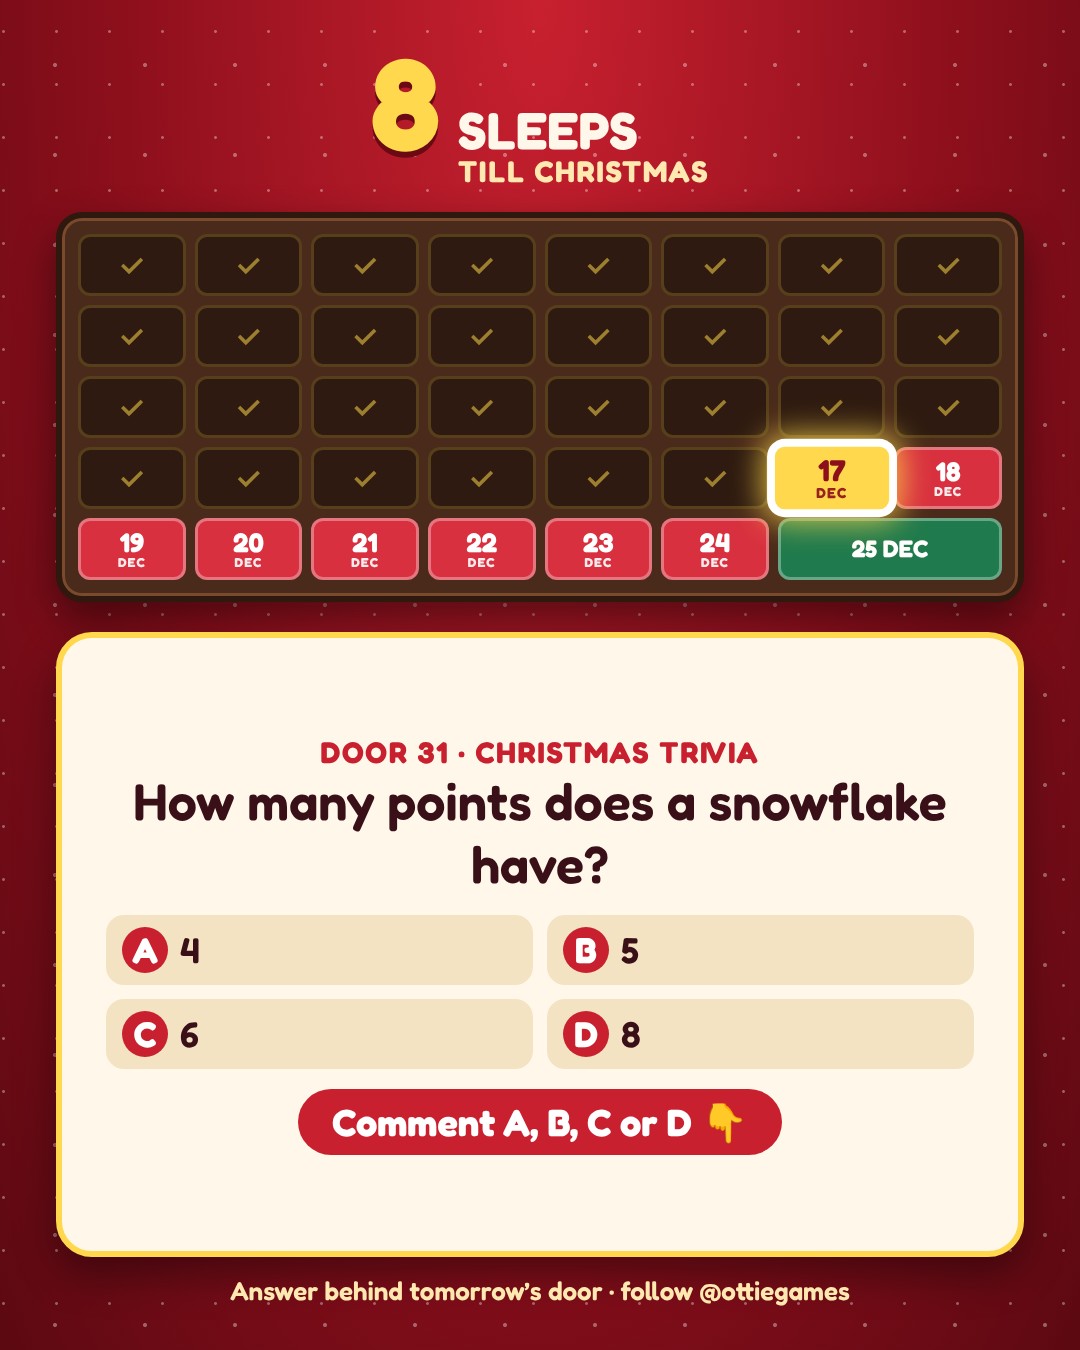 8
SLEEPS
TILL CHRISTMAS
17
DEC
18
DEC
19
DEC
20
DEC
21
DEC
22
DEC
23
DEC
24
DEC
25 DEC
DOOR 31 · CHRISTMAS TRIVIA
How many points does a snowflake
have?
A 4
B 5
C 6
D 8
Comment A, B, C or D 👇
Answer behind tomorrow’s door · follow @ottiegames